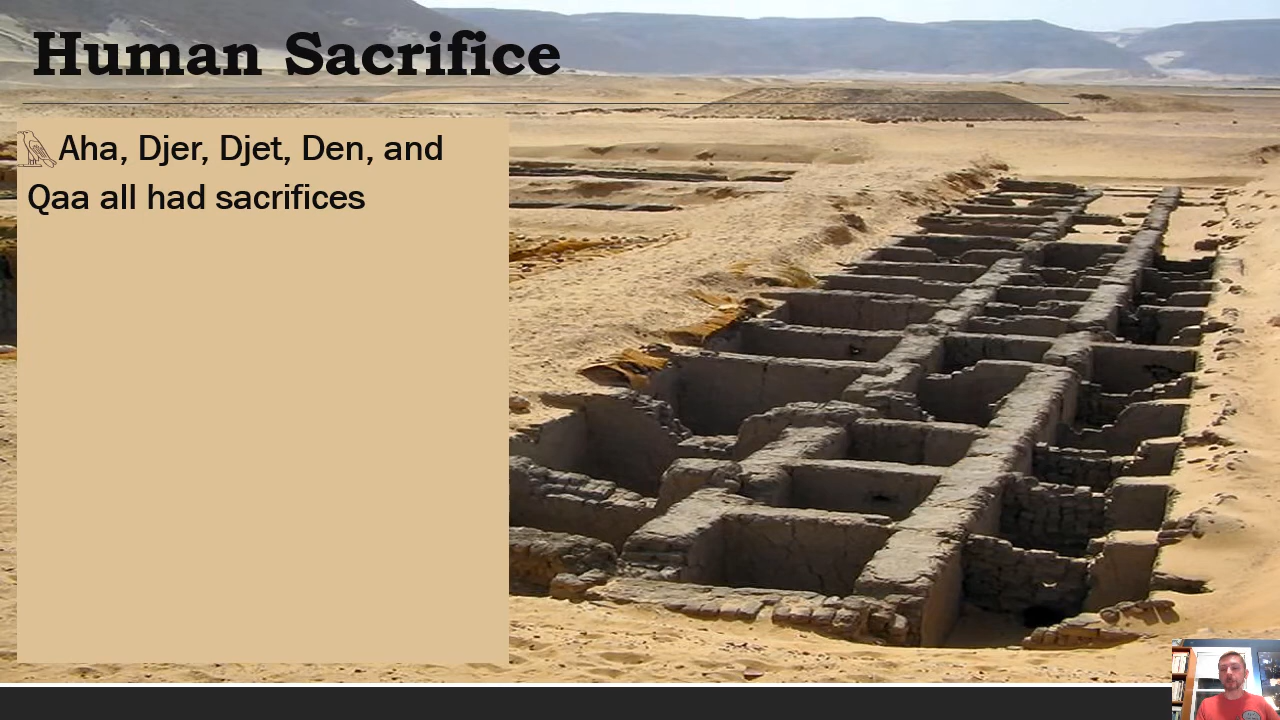 Human Sacrifice
Aha, Djer, Djet, Den, and
Qaa all had sacrifices